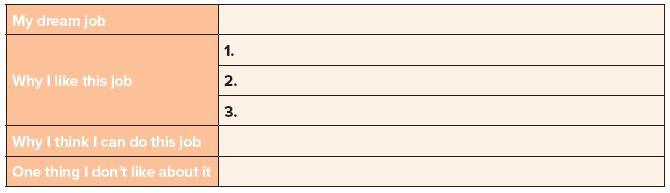 My dream job
Why I like this job
1.
2.
3.
Why I think I can do this job
One thing I don't like about it